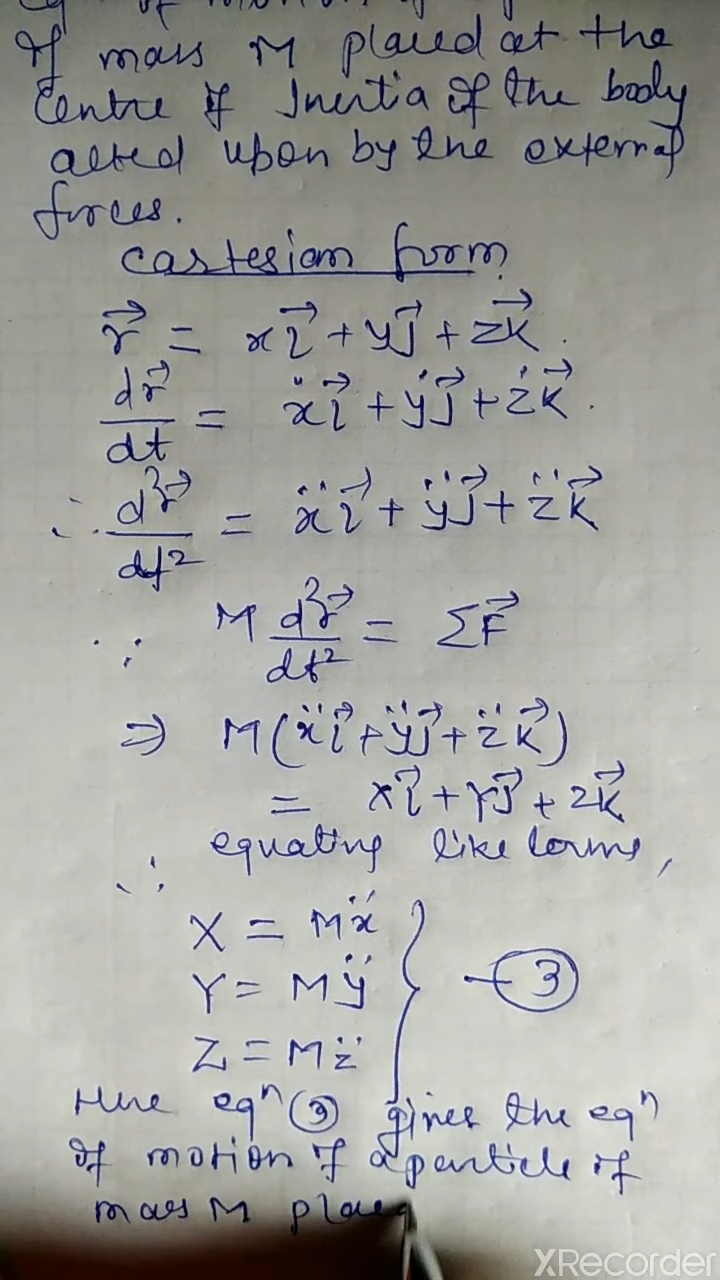 of mass M placed at the
Centre of Inertia of the body
acted upon by the external
forces.
Cartesian form
r⃗ = xi⃗ + yj⃗ + zk⃗.
dr⃗/dt = ẋi⃗ + ẏj⃗ + żk⃗.
∴ d²r⃗/dt² = ẍi⃗ + ÿj⃗ + z̈k⃗
∴ M d²r⃗/dt² = ΣF⃗
⇒ M(ẍi⃗ + ÿj⃗ + z̈k⃗)
= Xi⃗ + Yj⃗ + Zk⃗
∴ equating like terms,
X = Mẍ
Y = Mÿ } — ③
Z = Mz̈
Here eqⁿ ③ gives the eqⁿ
of motion of a particle of
mass M place
XRecorder